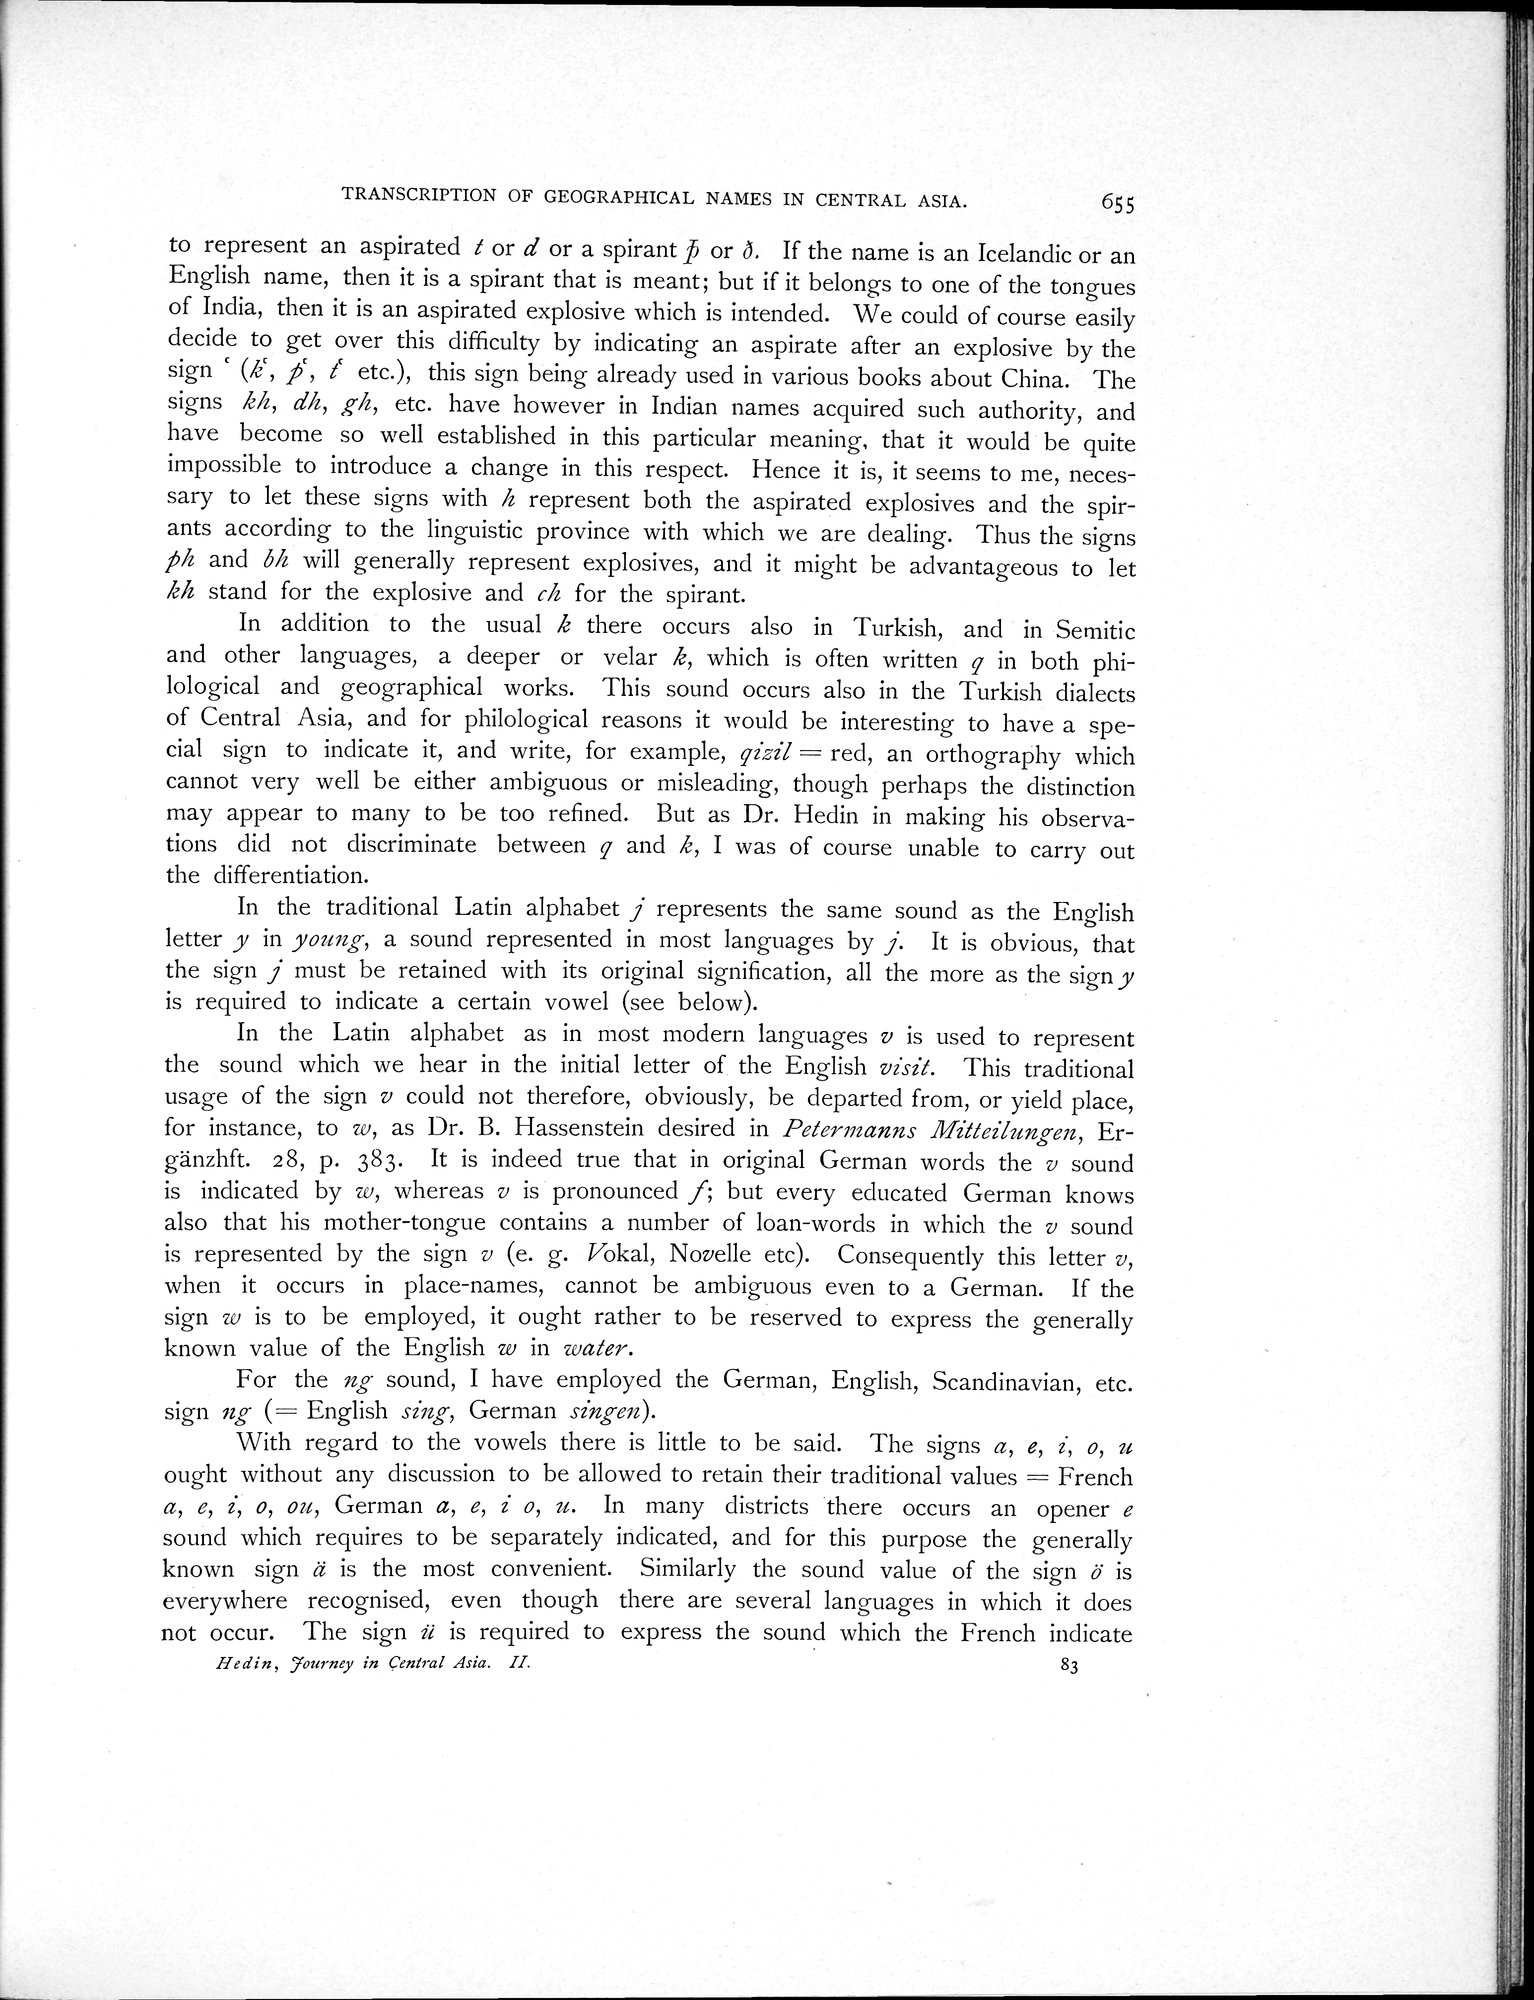 TRANSCRIPTION OF GEOGRAPHICAL NAMES IN CENTRAL ASIA. 655
to represent an aspirated t or d or a spirant þ or ð. If the name is an Icelandic or an
English name, then it is a spirant that is meant; but if it belongs to one of the tongues
of India, then it is an aspirated explosive which is intended. We could of course easily
decide to get over this difficulty by indicating an aspirate after an explosive by the
sign ʿ (kʿ, pʿ, tʿ etc.), this sign being already used in various books about China. The
signs kh, dh, gh, etc. have however in Indian names acquired such authority, and
have become so well established in this particular meaning, that it would be quite
impossible to introduce a change in this respect. Hence it is, it seems to me, neces-
sary to let these signs with h represent both the aspirated explosives and the spir-
ants according to the linguistic province with which we are dealing. Thus the signs
ph and bh will generally represent explosives, and it might be advantageous to let
kh stand for the explosive and ch for the spirant.
In addition to the usual k there occurs also in Turkish, and in Semitic
and other languages, a deeper or velar k, which is often written q in both phi-
lological and geographical works. This sound occurs also in the Turkish dialects
of Central Asia, and for philological reasons it would be interesting to have a spe-
cial sign to indicate it, and write, for example, qizil = red, an orthography which
cannot very well be either ambiguous or misleading, though perhaps the distinction
may appear to many to be too refined. But as Dr. Hedin in making his observa-
tions did not discriminate between q and k, I was of course unable to carry out
the differentiation.
In the traditional Latin alphabet j represents the same sound as the English
letter y in young, a sound represented in most languages by j. It is obvious, that
the sign j must be retained with its original signification, all the more as the sign y
is required to indicate a certain vowel (see below).
In the Latin alphabet as in most modern languages v is used to represent
the sound which we hear in the initial letter of the English visit. This traditional
usage of the sign v could not therefore, obviously, be departed from, or yield place,
for instance, to w, as Dr. B. Hassenstein desired in Petermanns Mitteilungen, Er-
gänzhft. 28, p. 383. It is indeed true that in original German words the v sound
is indicated by w, whereas v is pronounced f; but every educated German knows
also that his mother-tongue contains a number of loan-words in which the v sound
is represented by the sign v (e. g. Vokal, Novelle etc). Consequently this letter v,
when it occurs in place-names, cannot be ambiguous even to a German. If the
sign w is to be employed, it ought rather to be reserved to express the generally
known value of the English w in water.
For the ng sound, I have employed the German, English, Scandinavian, etc.
sign ng (= English sing, German singen).
With regard to the vowels there is little to be said. The signs a, e, i, o, u
ought without any discussion to be allowed to retain their traditional values = French
a, e, i, o, ou, German a, e, i o, u. In many districts there occurs an opener e
sound which requires to be separately indicated, and for this purpose the generally
known sign ä is the most convenient. Similarly the sound value of the sign ö is
everywhere recognised, even though there are several languages in which it does
not occur. The sign ü is required to express the sound which the French indicate
Hedin, Journey in Central Asia. II. 83